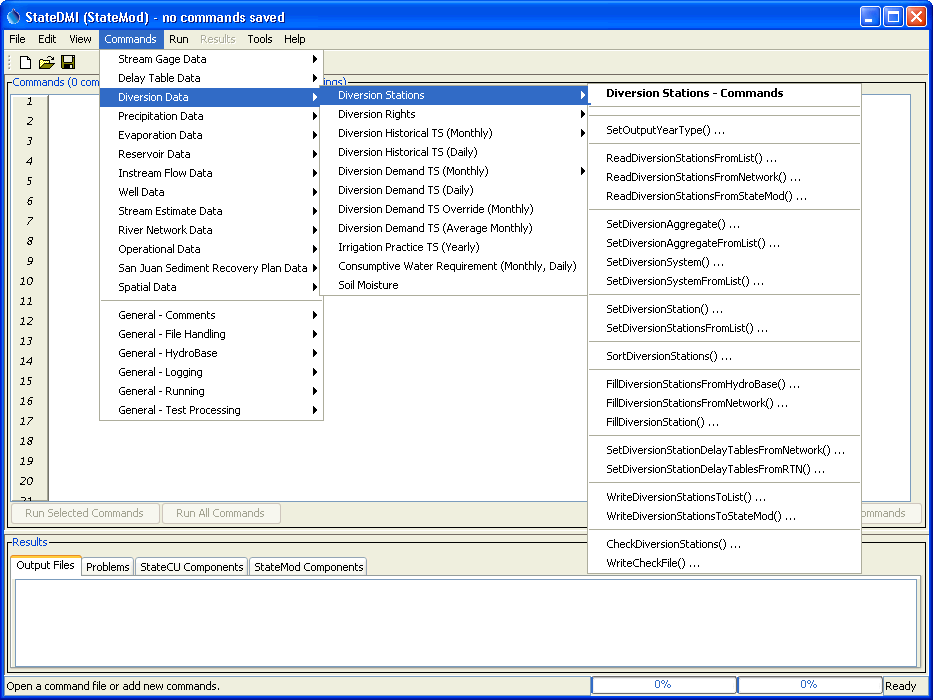 StateDMI (StateMod) - no commands saved
File Edit View Commands Run Results Tools Help
Commands (0 com
ings)
Stream Gage Data
Delay Table Data
Diversion Data
Precipitation Data
Evaporation Data
Reservoir Data
Instream Flow Data
Well Data
Stream Estimate Data
River Network Data
Operational Data
San Juan Sediment Recovery Plan Data
Spatial Data
General - Comments
General - File Handling
General - HydroBase
General - Logging
General - Running
General - Test Processing
Diversion Stations
Diversion Rights
Diversion Historical TS (Monthly)
Diversion Historical TS (Daily)
Diversion Demand TS (Monthly)
Diversion Demand TS (Daily)
Diversion Demand TS Override (Monthly)
Diversion Demand TS (Average Monthly)
Irrigation Practice TS (Yearly)
Consumptive Water Requirement (Monthly, Daily)
Soil Moisture
Diversion Stations - Commands
SetOutputYearType() ...
ReadDiversionStationsFromList() ...
ReadDiversionStationsFromNetwork() ...
ReadDiversionStationsFromStateMod() ...
SetDiversionAggregate() ...
SetDiversionAggregateFromList() ...
SetDiversionSystem() ...
SetDiversionSystemFromList() ...
SetDiversionStation() ...
SetDiversionStationsFromList() ...
SortDiversionStations() ...
FillDiversionStationsFromHydroBase() ...
FillDiversionStationsFromNetwork() ...
FillDiversionStation() ...
SetDiversionStationDelayTablesFromNetwork() ...
SetDiversionStationDelayTablesFromRTN() ...
WriteDiversionStationsToList() ...
WriteDiversionStationsToStateMod() ...
CheckDiversionStations() ...
WriteCheckFile() ...
1
2
3
4
5
6
7
8
9
10
11
12
13
14
15
16
17
18
19
20
21
Run Selected Commands Run All Commands ommands
Results
Output Files Problems StateCU Components StateMod Components
Open a command file or add new commands. 0% 0% Ready